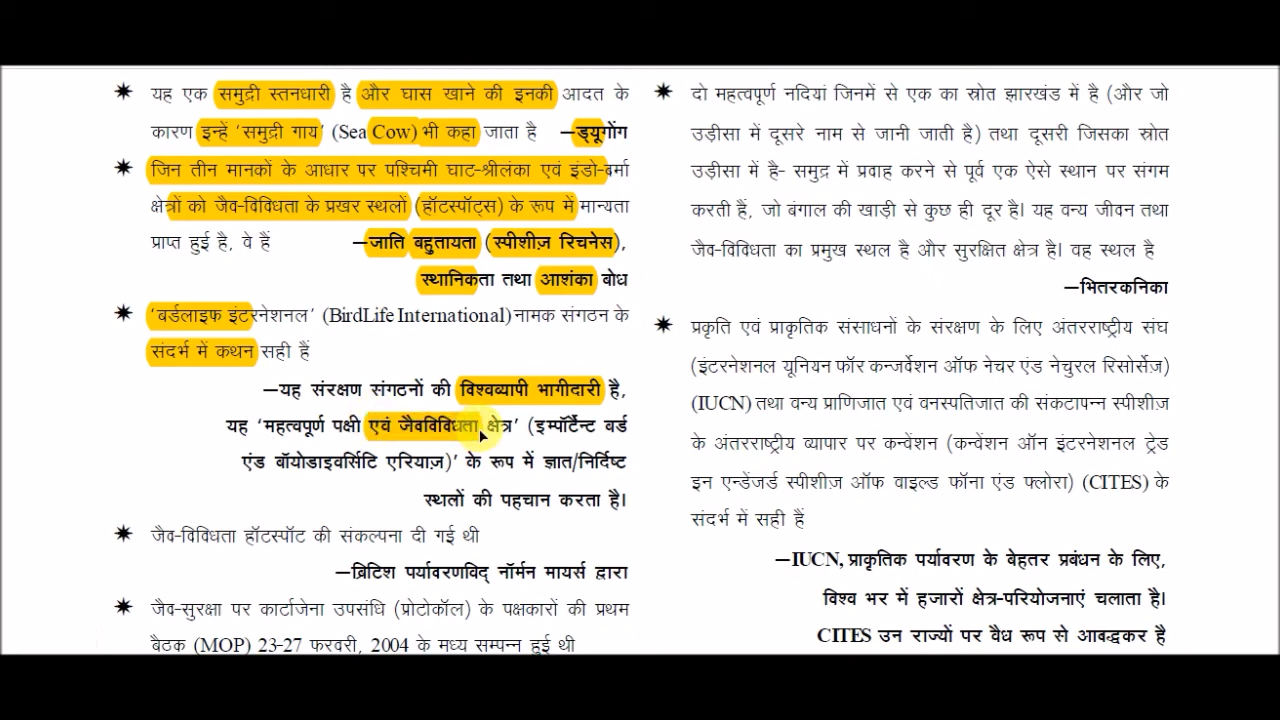 ✷ यह एक समुद्री स्तनधारी है और घास खाने की इनकी आदत के
कारण इन्हें ‘समुद्री गाय’ (Sea Cow) भी कहा जाता है —ड्यूगोंग
✷ जिन तीन मानकों के आधार पर पश्चिमी घाट-श्रीलंका एवं इंडो-बर्मा
क्षेत्रों को जैव-विविधता के प्रखर स्थलों (हॉटस्पॉट्स) के रूप में मान्यता
प्राप्त हुई है, वे हैं —जाति बहुतायता (स्पीशीज़ रिचनेस),
स्थानिकता तथा आशंका बोध
✷ ‘बर्डलाइफ इंटरनेशनल’ (BirdLife International) नामक संगठन के
संदर्भ में कथन सही हैं
—यह संरक्षण संगठनों की विश्वव्यापी भागीदारी है,
यह ‘महत्वपूर्ण पक्षी एवं जैवविविधता क्षेत्र’ (इम्पॉर्टेन्ट बर्ड
एंड बॉयोडाइवर्सिटि एरियाज़)’ के रूप में ज्ञात/निर्दिष्ट
स्थलों की पहचान करता है।
✷ जैव-विविधता हॉटस्पॉट की संकल्पना दी गई थी
—ब्रिटिश पर्यावरणविद् नॉर्मन मायर्स द्वारा
✷ जैव-सुरक्षा पर कार्टाजेना उपसंधि (प्रोटोकॉल) के पक्षकारों की प्रथम
बैठक (MOP) 23-27 फरवरी, 2004 के मध्य सम्पन्न हुई थी
✷ दो महत्वपूर्ण नदियां जिनमें से एक का स्रोत झारखंड में है (और जो
उड़ीसा में दूसरे नाम से जानी जाती है) तथा दूसरी जिसका स्रोत
उड़ीसा में है- समुद्र में प्रवाह करने से पूर्व एक ऐसे स्थान पर संगम
करती हैं, जो बंगाल की खाड़ी से कुछ ही दूर है। यह वन्य जीवन तथा
जैव-विविधता का प्रमुख स्थल है और सुरक्षित क्षेत्र है। वह स्थल है
—भितरकनिका
✷ प्रकृति एवं प्राकृतिक संसाधनों के संरक्षण के लिए अंतरराष्ट्रीय संघ
(इंटरनेशनल यूनियन फॉर कन्जर्वेशन ऑफ नेचर एंड नेचुरल रिसोर्सेज़)
(IUCN) तथा वन्य प्राणिजात एवं वनस्पतिजात की संकटापन्न स्पीशीज़
के अंतरराष्ट्रीय व्यापार पर कन्वेंशन (कन्वेंशन ऑन इंटरनेशनल ट्रेड
इन एन्डेंजर्ड स्पीशीज़ ऑफ वाइल्ड फॉना एंड फ्लोरा) (CITES) के
संदर्भ में सही हैं
—IUCN, प्राकृतिक पर्यावरण के बेहतर प्रबंधन के लिए,
विश्व भर में हजारों क्षेत्र-परियोजनाएं चलाता है।
CITES उन राज्यों पर वैध रूप से आबद्धकर है